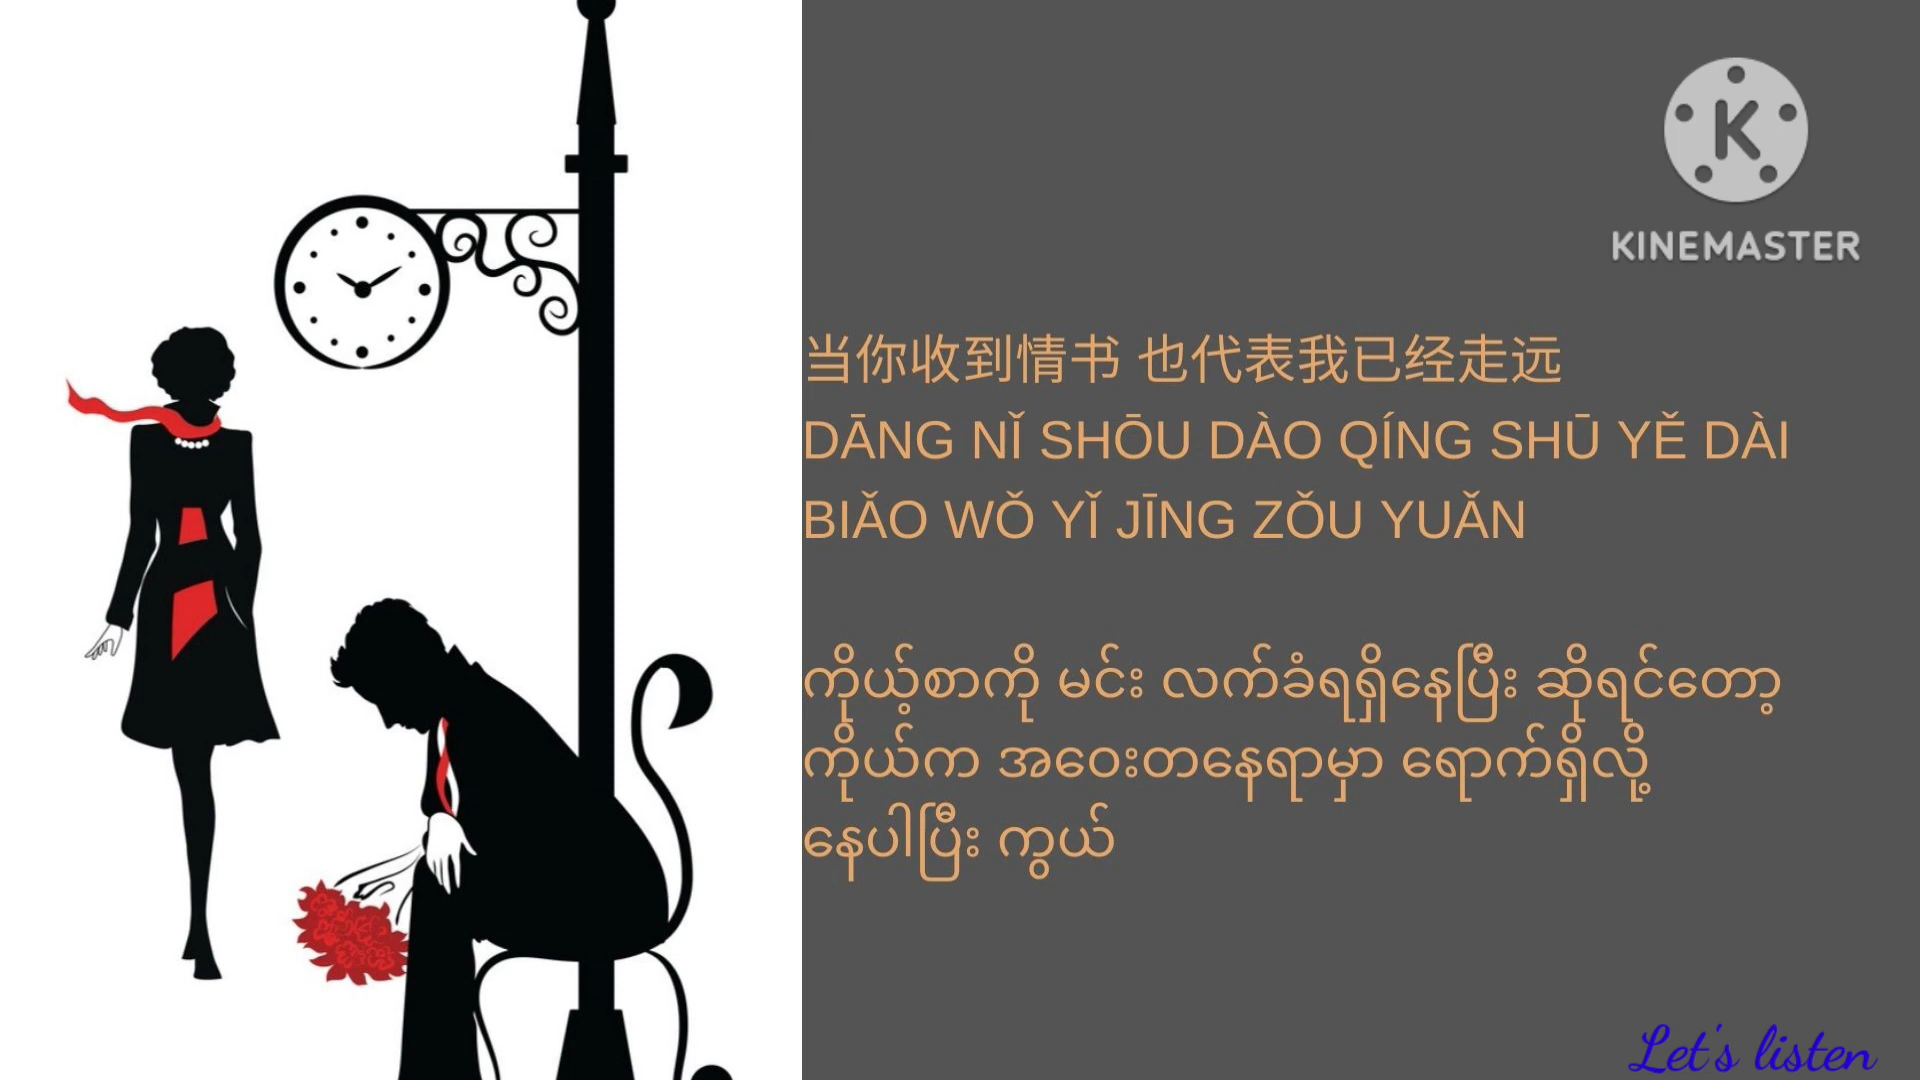 KINEMASTER
当你收到情书 也代表我已经走远
DĀNG NǏ SHŌU DÀO QÍNG SHŪ YĚ DÀI
BIǍO WǑ YǏ JĪNG ZǑU YUǍN
ကိုယ့်စာကို မင်း လက်ခံရရှိနေပြီး ဆိုရင်တော့
ကိုယ်က အဝေးတနေရာမှာ ရောက်ရှိလို့
နေပါပြီး ကွယ်
Let's listen